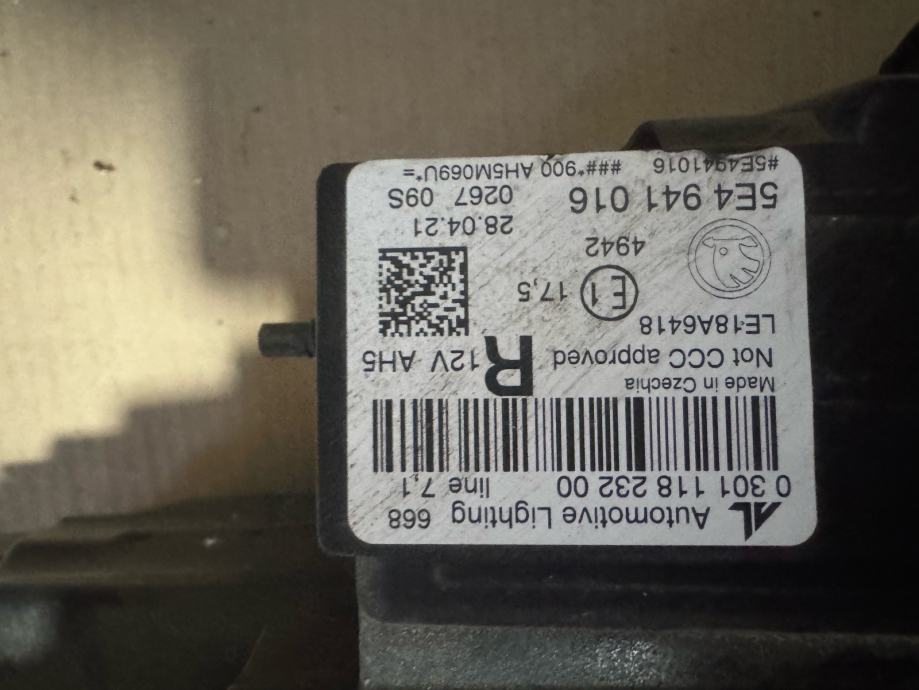 AL Automotive Lighting 668
0 301 118 232 00 line 7,1
Made in Czechia
Not CCC approved R 12V AH5
LE18A6418
E1 17,5
4942
28.04.21
5E4 941 016 0267 09S
#5E4941016 ###*900 AH5M069U*=